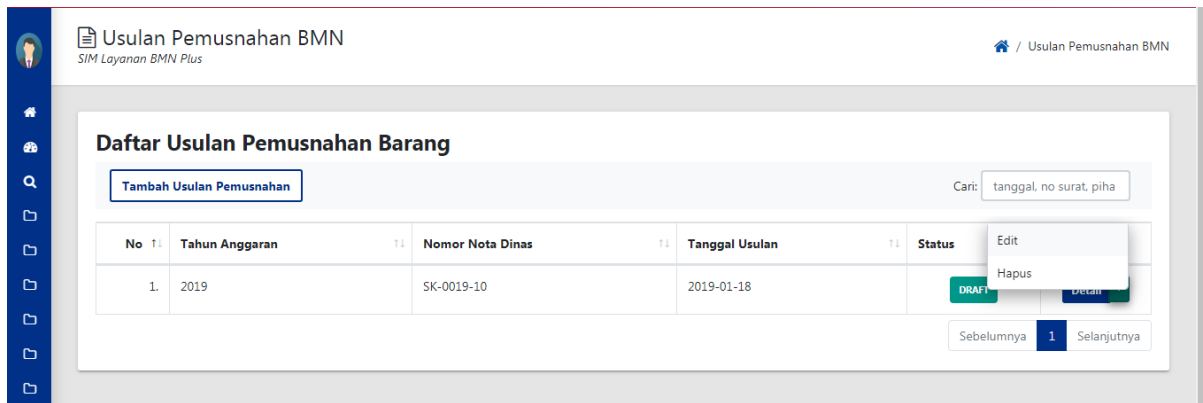 Usulan Pemusnahan BMN
SIM Layanan BMN Plus
/ Usulan Pemusnahan BMN
Daftar Usulan Pemusnahan Barang
Tambah Usulan Pemusnahan
Cari: tanggal, no surat, piha
No Tahun Anggaran Nomor Nota Dinas Tanggal Usulan Status
Edit
Hapus
1. 2019 SK-0019-10 2019-01-18 DRAFT Detail
Sebelumnya 1 Selanjutnya